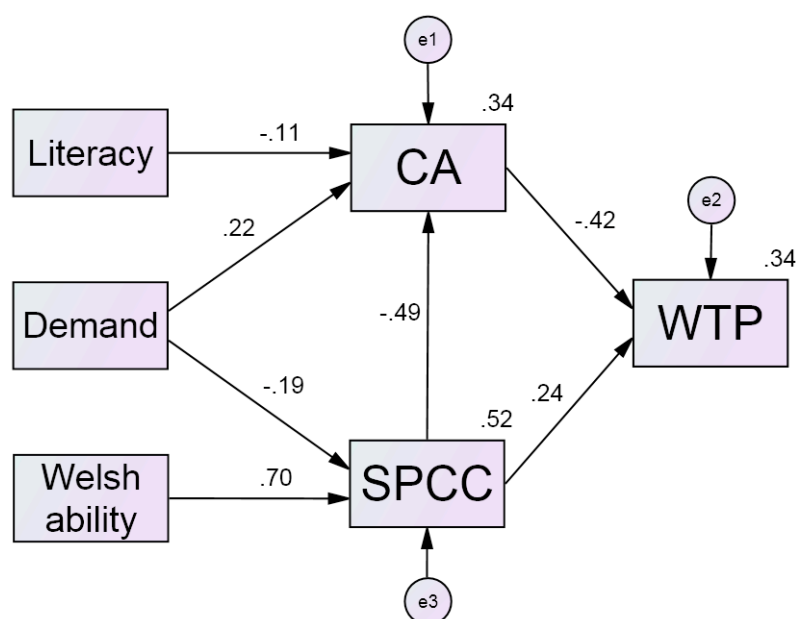 e1
.34
Literacy
-.11
CA
.22
-.42
e2
.34
Demand
-.49
WTP
-.19
.52
.24
Welsh
ability
.70
SPCC
e3